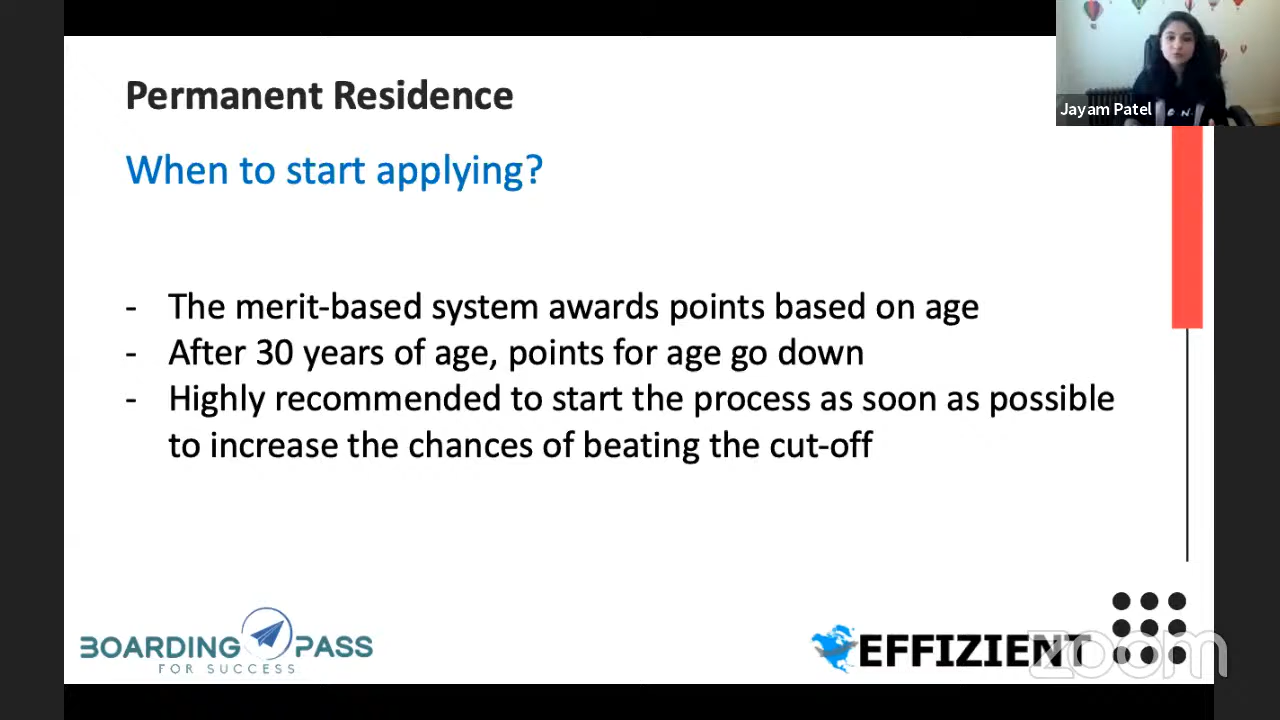 Permanent Residence
Jayam Patel
When to start applying?
- The merit-based system awards points based on age
- After 30 years of age, points for age go down
- Highly recommended to start the process as soon as possible
to increase the chances of beating the cut-off
BOARDING PASS
FOR SUCCESS
EFFIZIENT
zoom